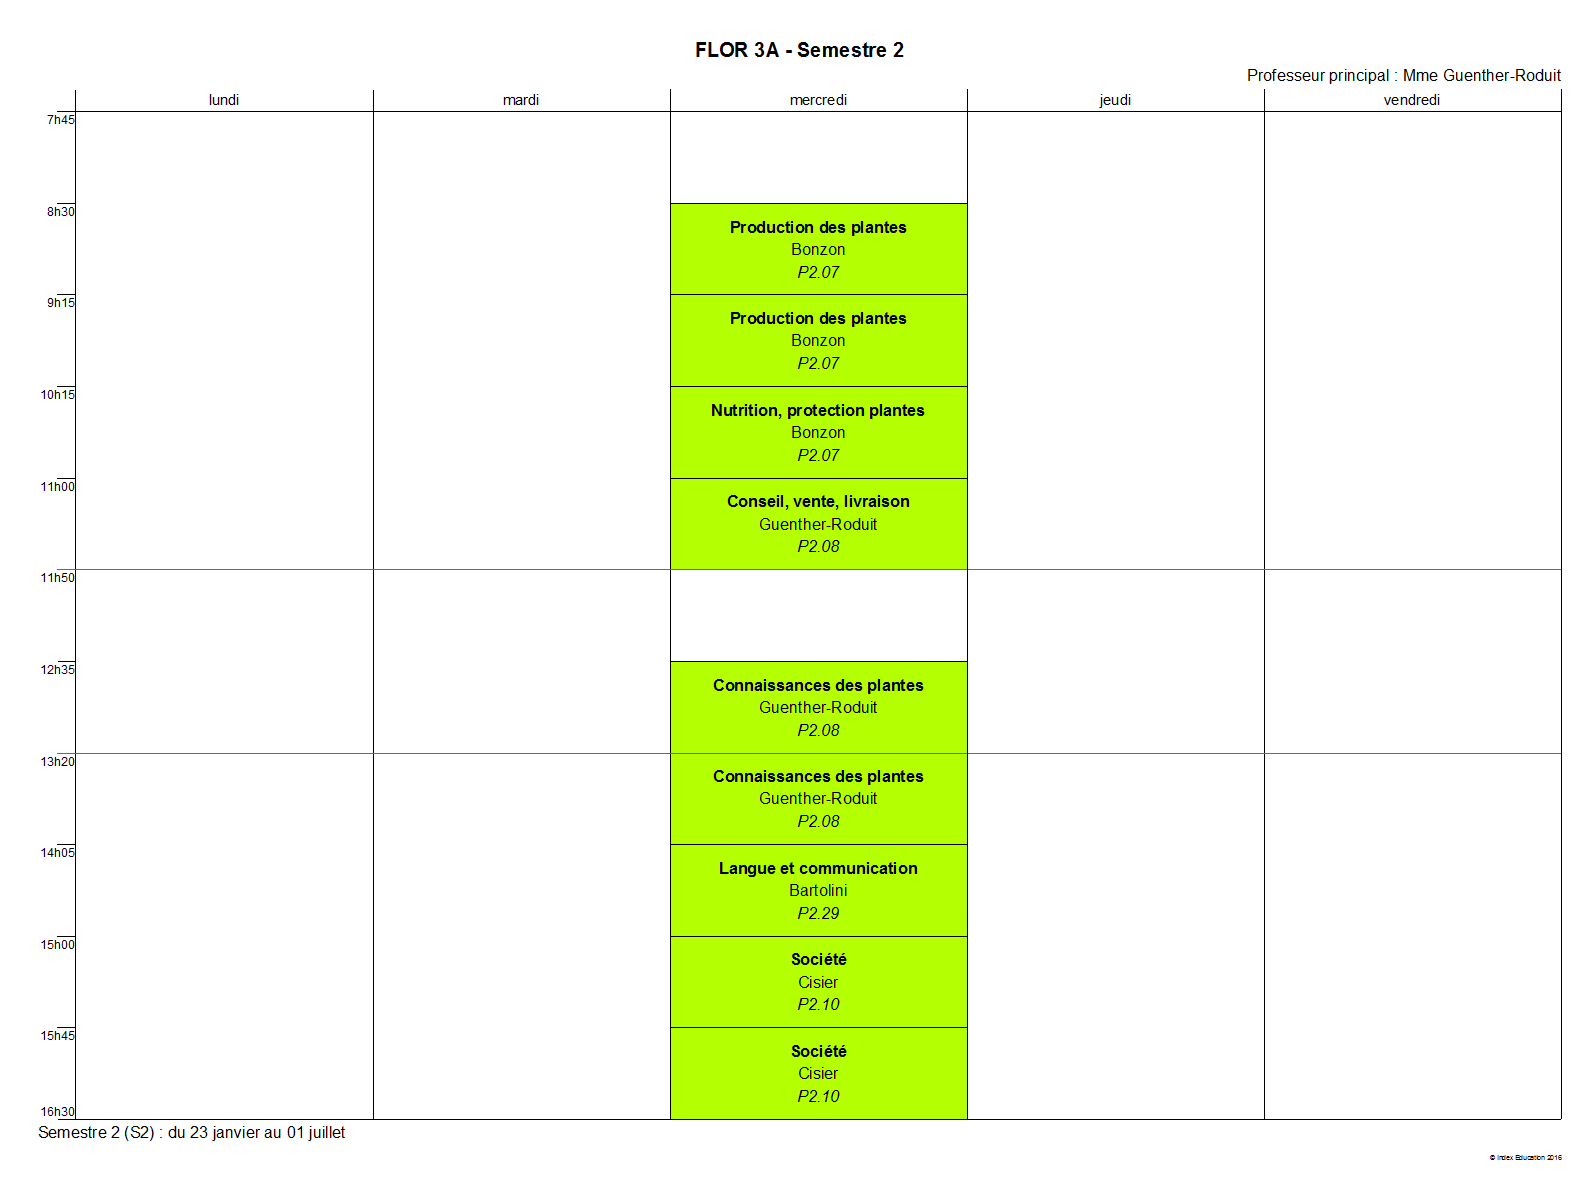 FLOR 3A - Semestre 2
Professeur principal : Mme Guenther-Roduit
lundi mardi mercredi jeudi vendredi
7h45
8h30
Production des plantes
Bonzon
P2.07
9h15
Production des plantes
Bonzon
P2.07
10h15
Nutrition, protection plantes
Bonzon
P2.07
11h00
Conseil, vente, livraison
Guenther-Roduit
P2.08
11h50
12h35
Connaissances des plantes
Guenther-Roduit
P2.08
13h20
Connaissances des plantes
Guenther-Roduit
P2.08
14h05
Langue et communication
Bartolini
P2.29
15h00
Société
Cisier
P2.10
15h45
Société
Cisier
P2.10
16h30
Semestre 2 (S2) : du 23 janvier au 01 juillet
© Index Education 2016